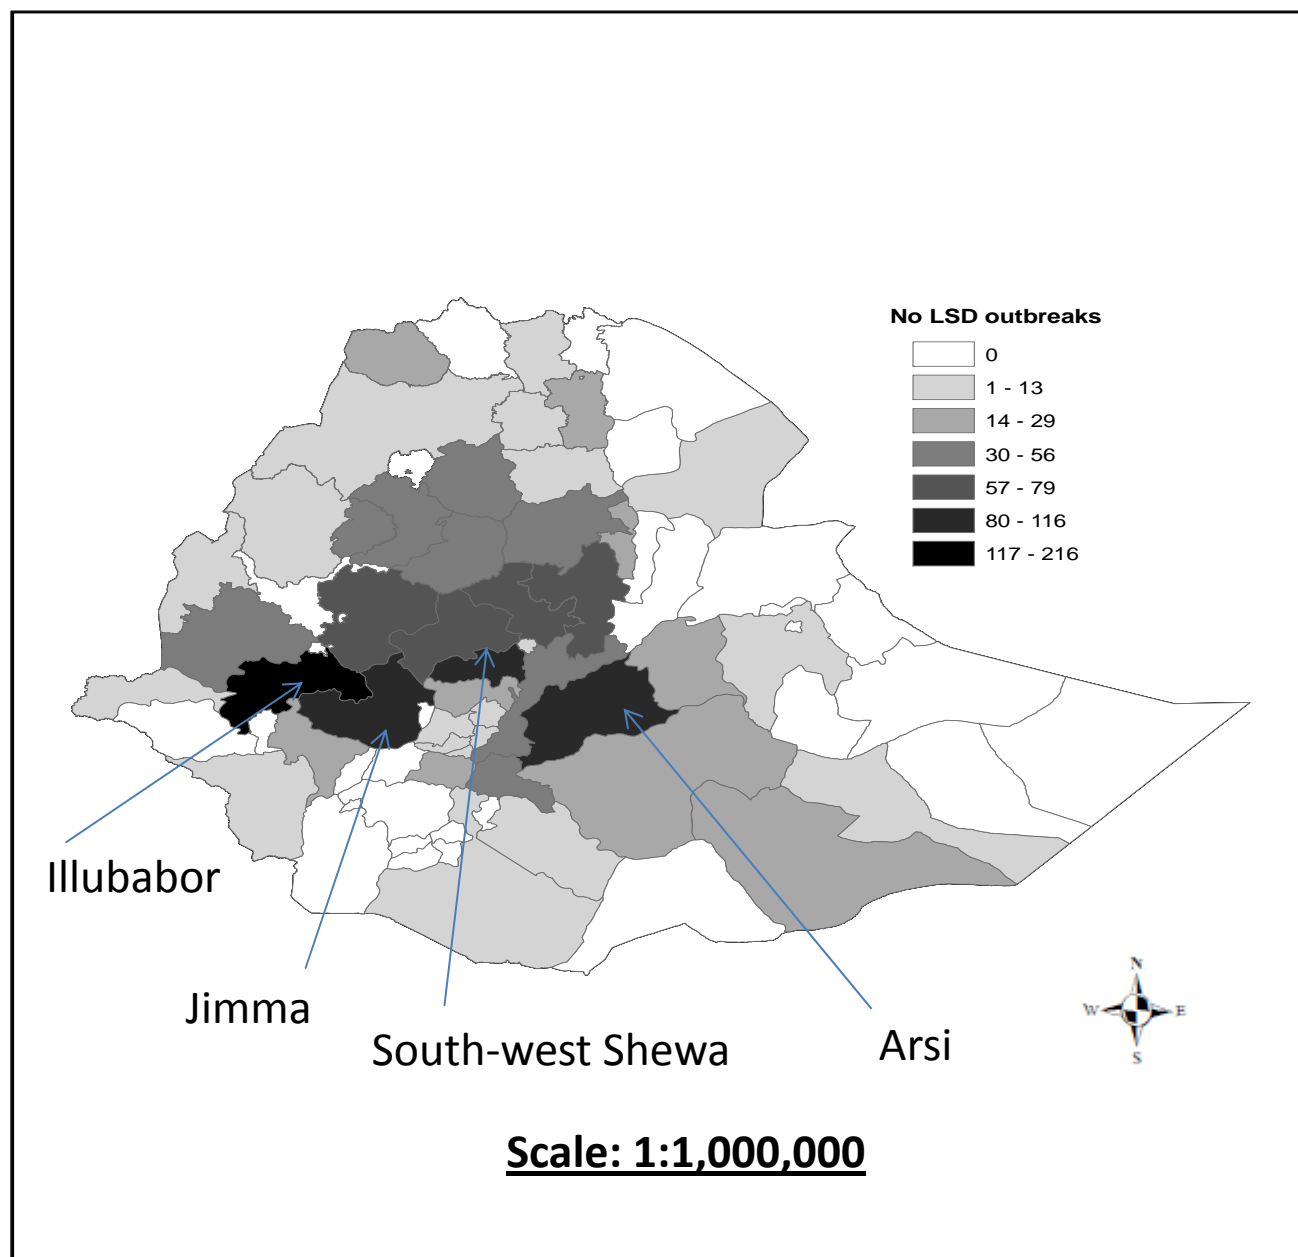 No LSD outbreaks
0
1 - 13
14 - 29
30 - 56
57 - 79
80 - 116
117 - 216
Illubabor
Jimma
South-west Shewa
Arsi
N
W E
S
Scale: 1:1,000,000